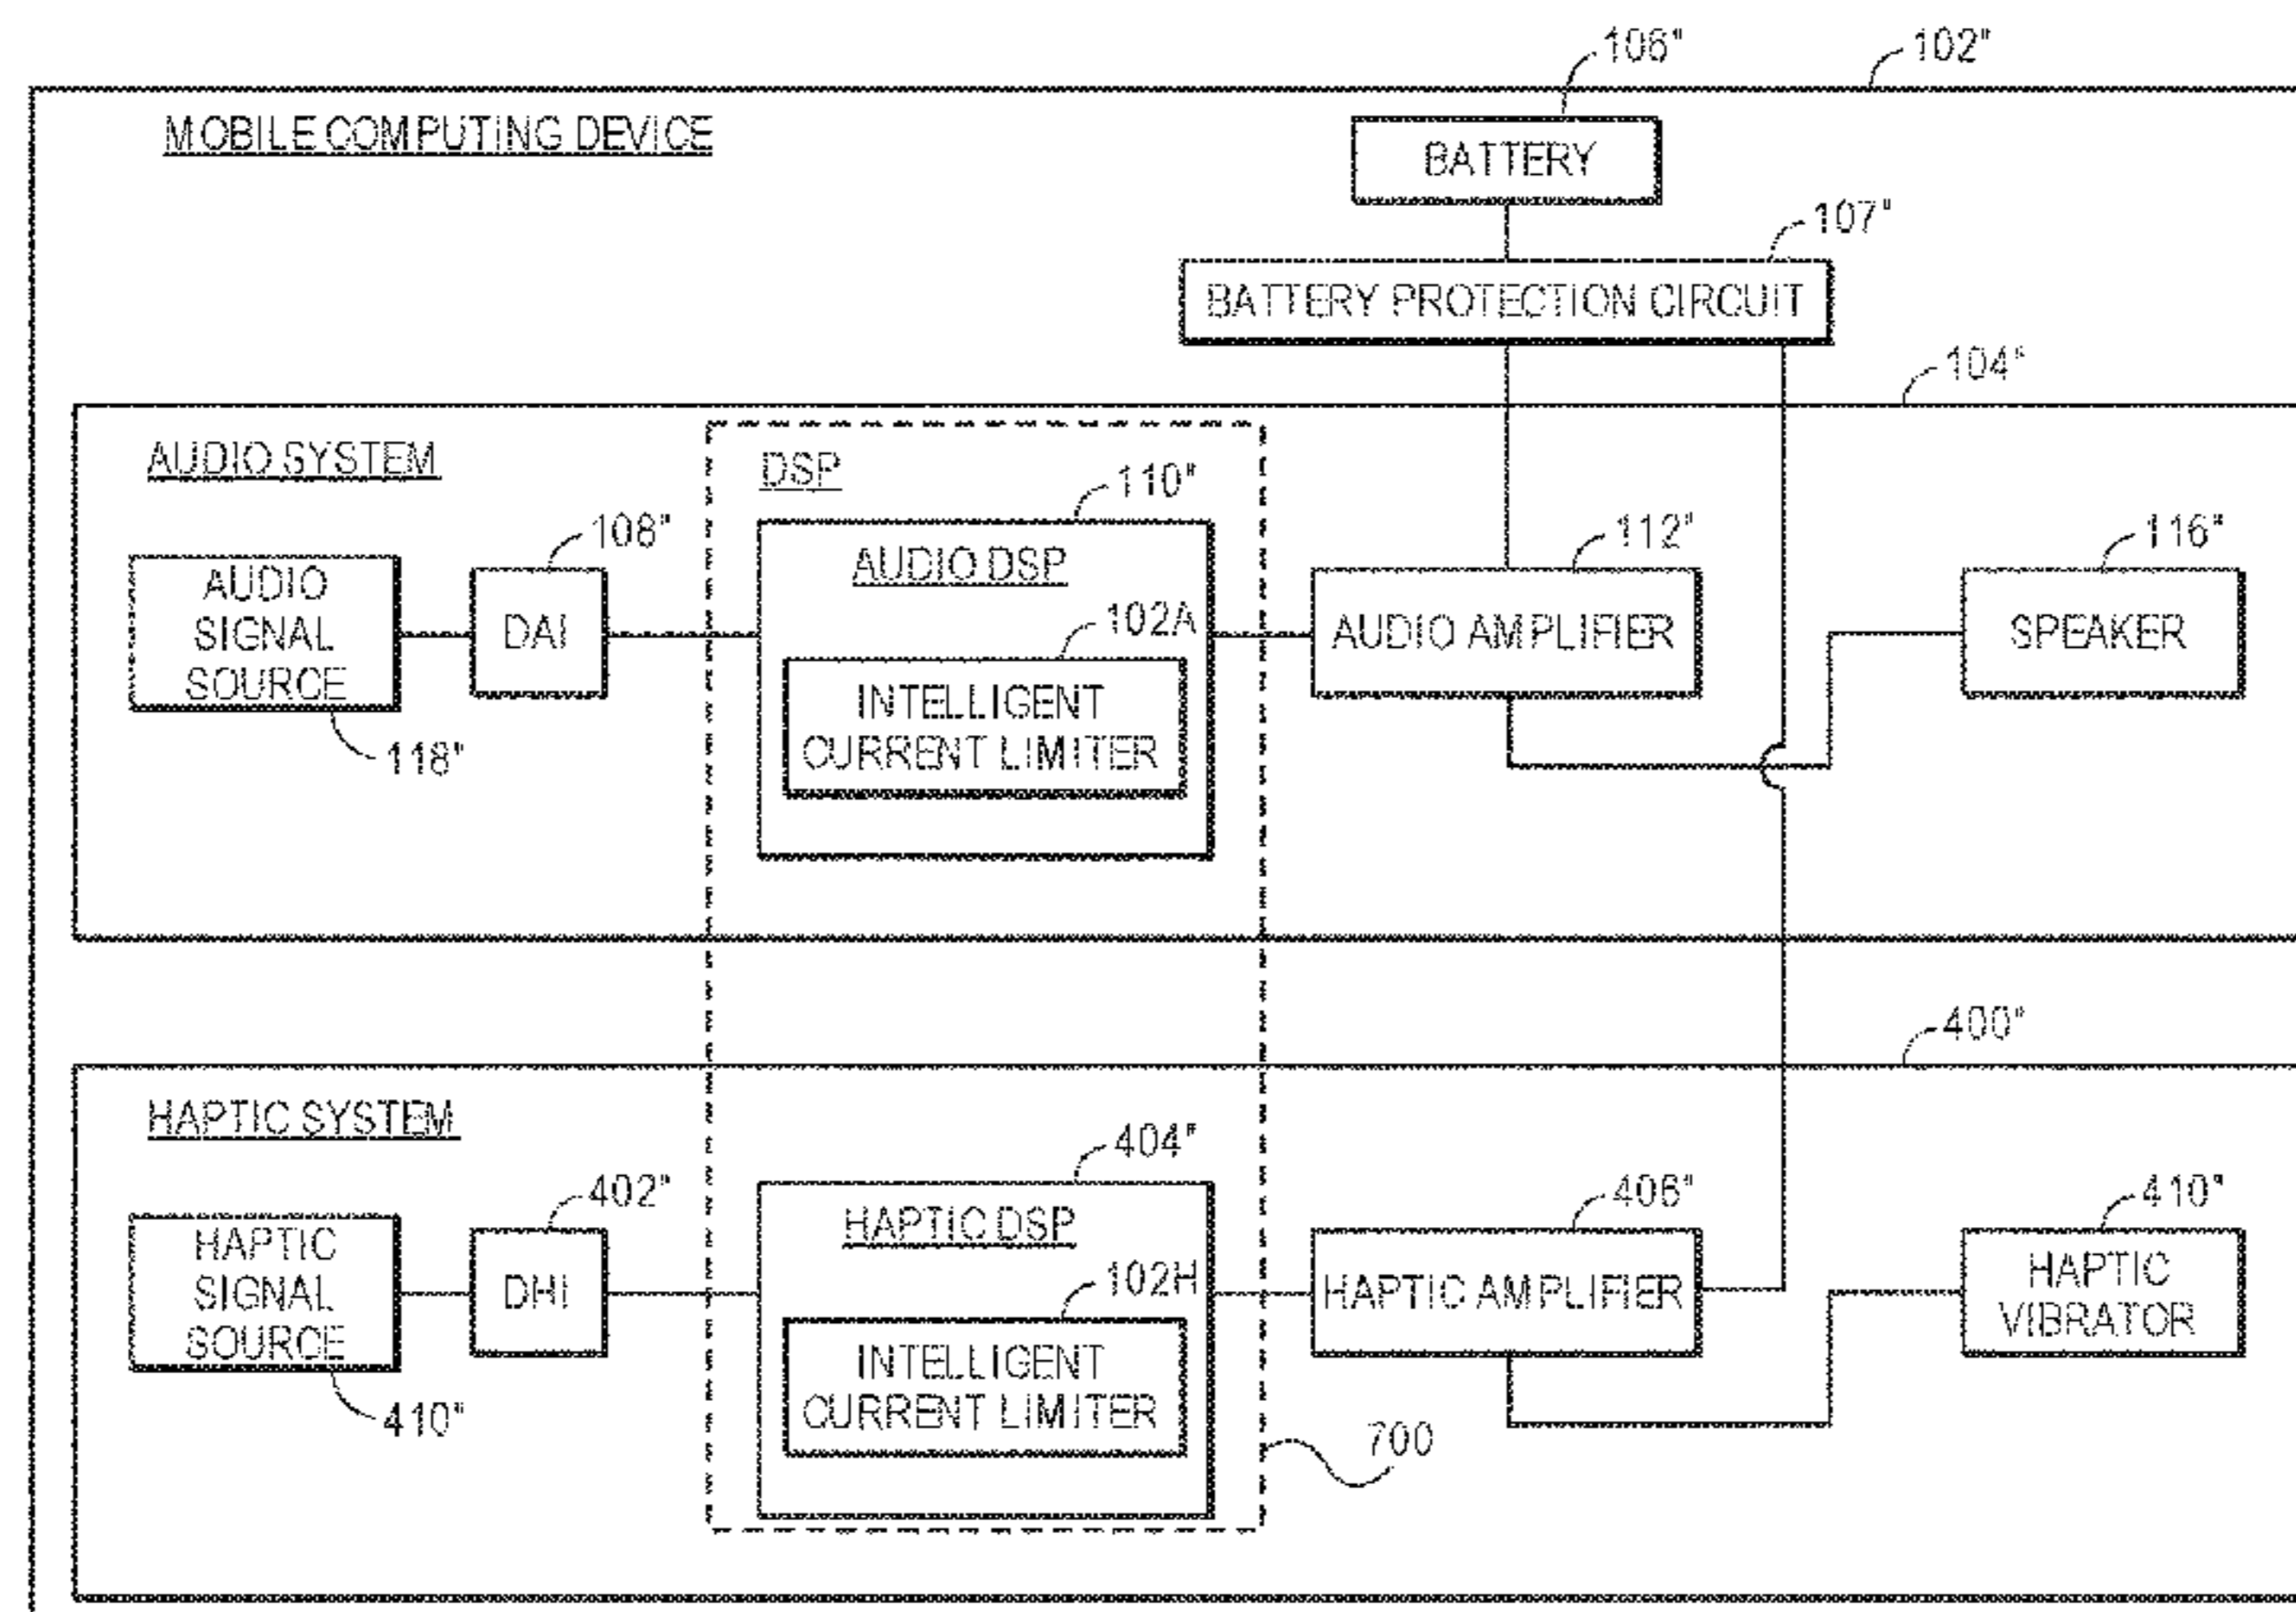 106"
102"
MOBILE COMPUTING DEVICE
BATTERY
107"
BATTERY PROTECTION CIRCUIT
104"
AUDIO SYSTEM
DSP
110"
108"
112"
116"
AUDIO
SIGNAL
SOURCE
DAI
AUDIO DSP
102A
INTELLIGENT
CURRENT LIMITER
AUDIO AMPLIFIER
SPEAKER
118"
400"
HAPTIC SYSTEM
404"
402"
406"
410"
HAPTIC
SIGNAL
SOURCE
DHI
HAPTIC DSP
102H
INTELLIGENT
CURRENT LIMITER
HAPTIC AMPLIFIER
HAPTIC
VIBRATOR
410"
700